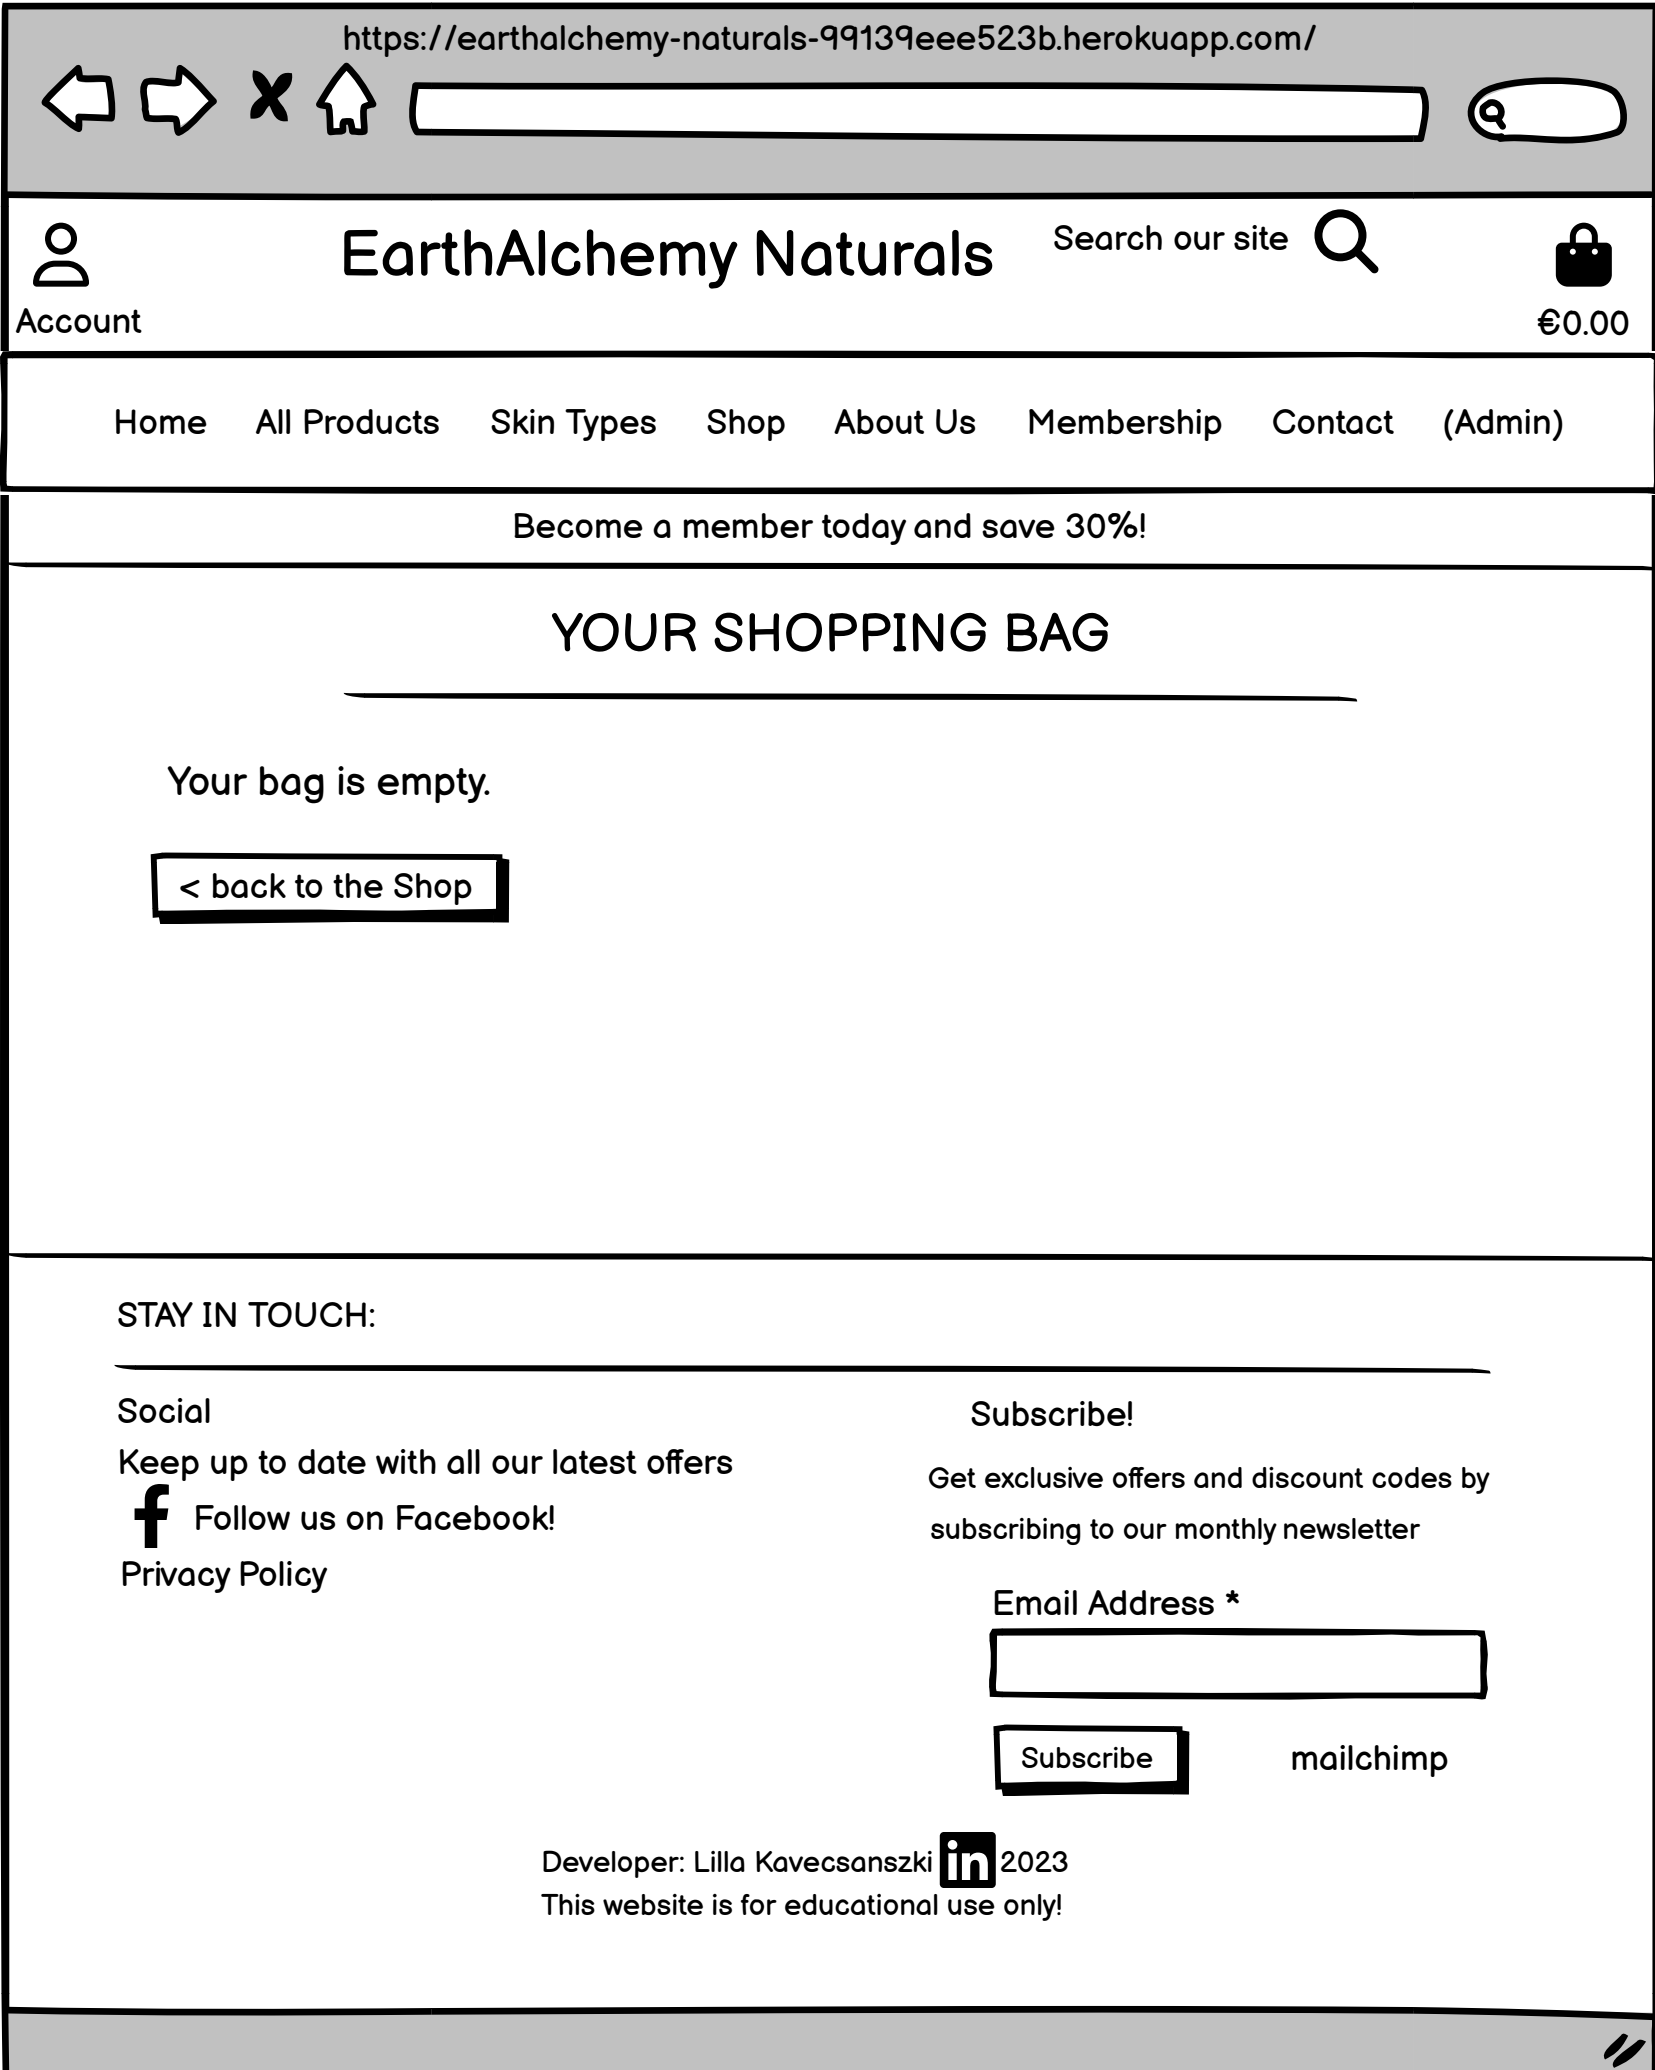 https://earthalchemy-naturals-99139eee523b.herokuapp.com/
EarthAlchemy Naturals
Search our site
Account
€0.00
Home All Products Skin Types Shop About Us Membership Contact (Admin)
Become a member today and save 30%!
YOUR SHOPPING BAG
Your bag is empty.
< back to the Shop
STAY IN TOUCH:
Social
Keep up to date with all our latest offers
Follow us on Facebook!
Privacy Policy
Subscribe!
Get exclusive offers and discount codes by
subscribing to our monthly newsletter
Email Address *
Subscribe
mailchimp
Developer: Lilla Kavecsanszki in 2023
This website is for educational use only!